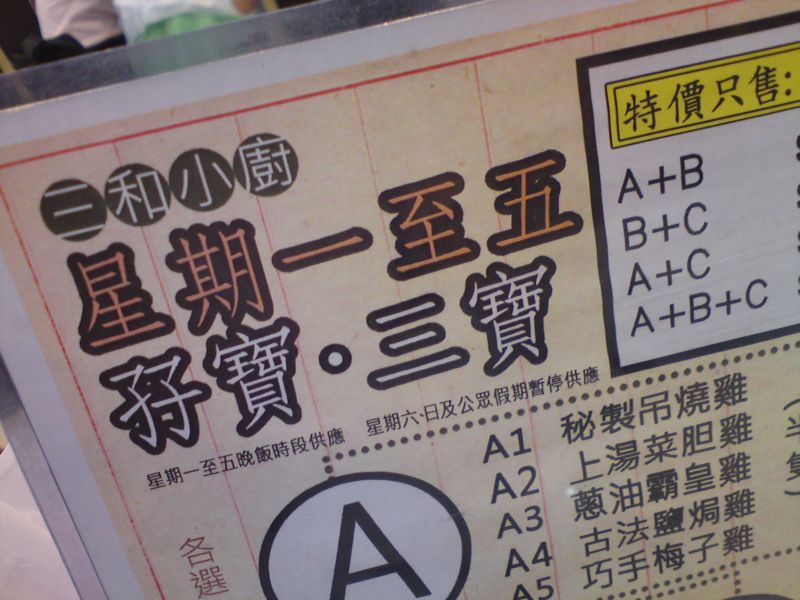 三和小廚
星期一至五
孖寶·三寶
星期一至五晚飯時段供應 星期六·日及公眾假期暫停供應
特價只售:
A+B
B+C
A+C
A+B+C
各選
A
A1 秘製吊燒雞
A2 上湯菜胆雞
A3 蔥油霸皇雞
A4 古法鹽焗雞
A5 巧手梅子雞
(半隻)